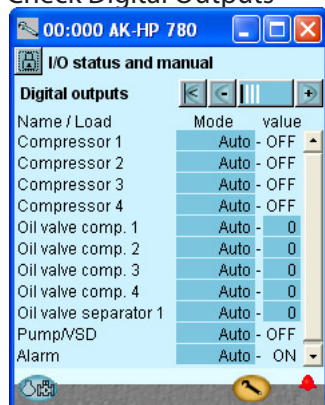 Check Digital Outputs
00:000 AK-HP 780
I/O status and manual
Digital outputs
Name / Load Mode value
Compressor 1 Auto - OFF
Compressor 2 Auto - OFF
Compressor 3 Auto - OFF
Compressor 4 Auto - OFF
Oil valve comp. 1 Auto - 0
Oil valve comp. 2 Auto - 0
Oil valve comp. 3 Auto - 0
Oil valve comp. 4 Auto - 0
Oil valve separator 1 Auto - 0
Pump/VSD Auto - OFF
Alarm Auto - ON